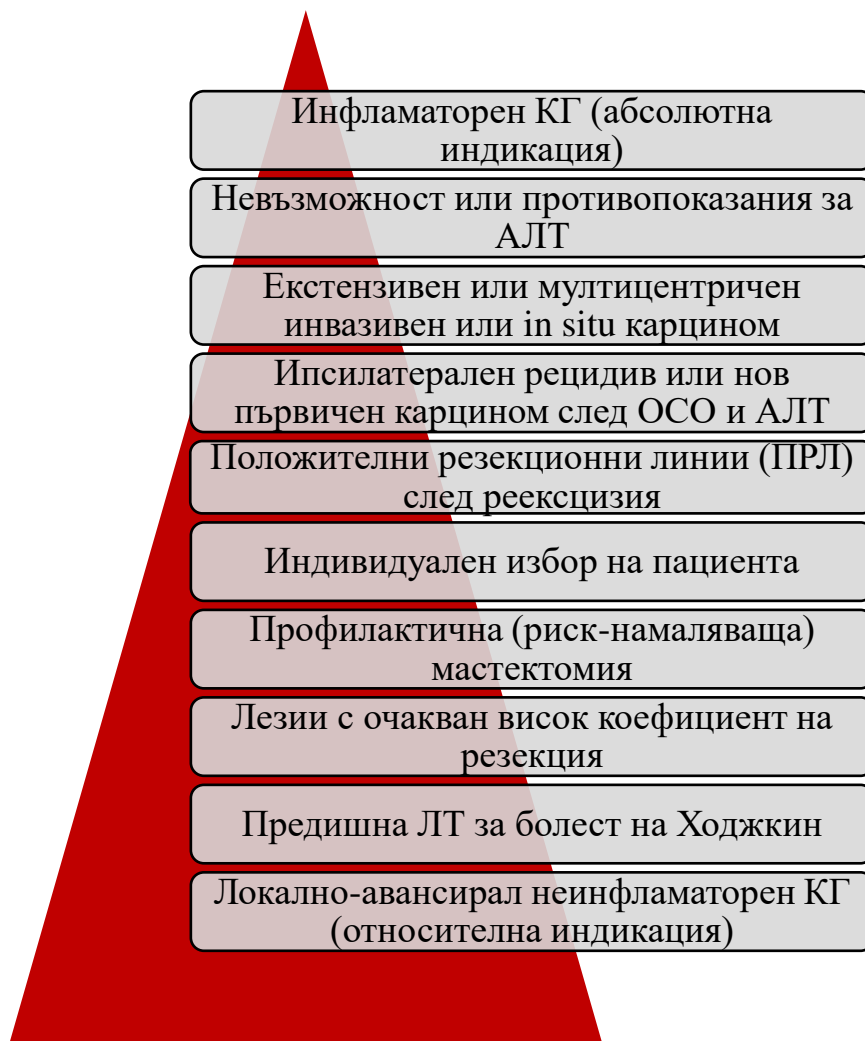 Инфламаторен КГ (абсолютна
индикация)
Невъзможност или противопоказания за
АЛТ
Екстензивен или мултицентричен
инвазивен или in situ карцином
Ипсилатерален рецидив или нов
първичен карцином след ОСО и АЛТ
Положителни резекционни линии (ПРЛ)
след реексцизия
Индивидуален избор на пациента
Профилактична (риск-намаляваща)
мастектомия
Лезии с очакван висок коефициент на
резекция
Предишна ЛТ за болест на Ходжкин
Локално-авансирал неинфламаторен КГ
(относителна индикация)